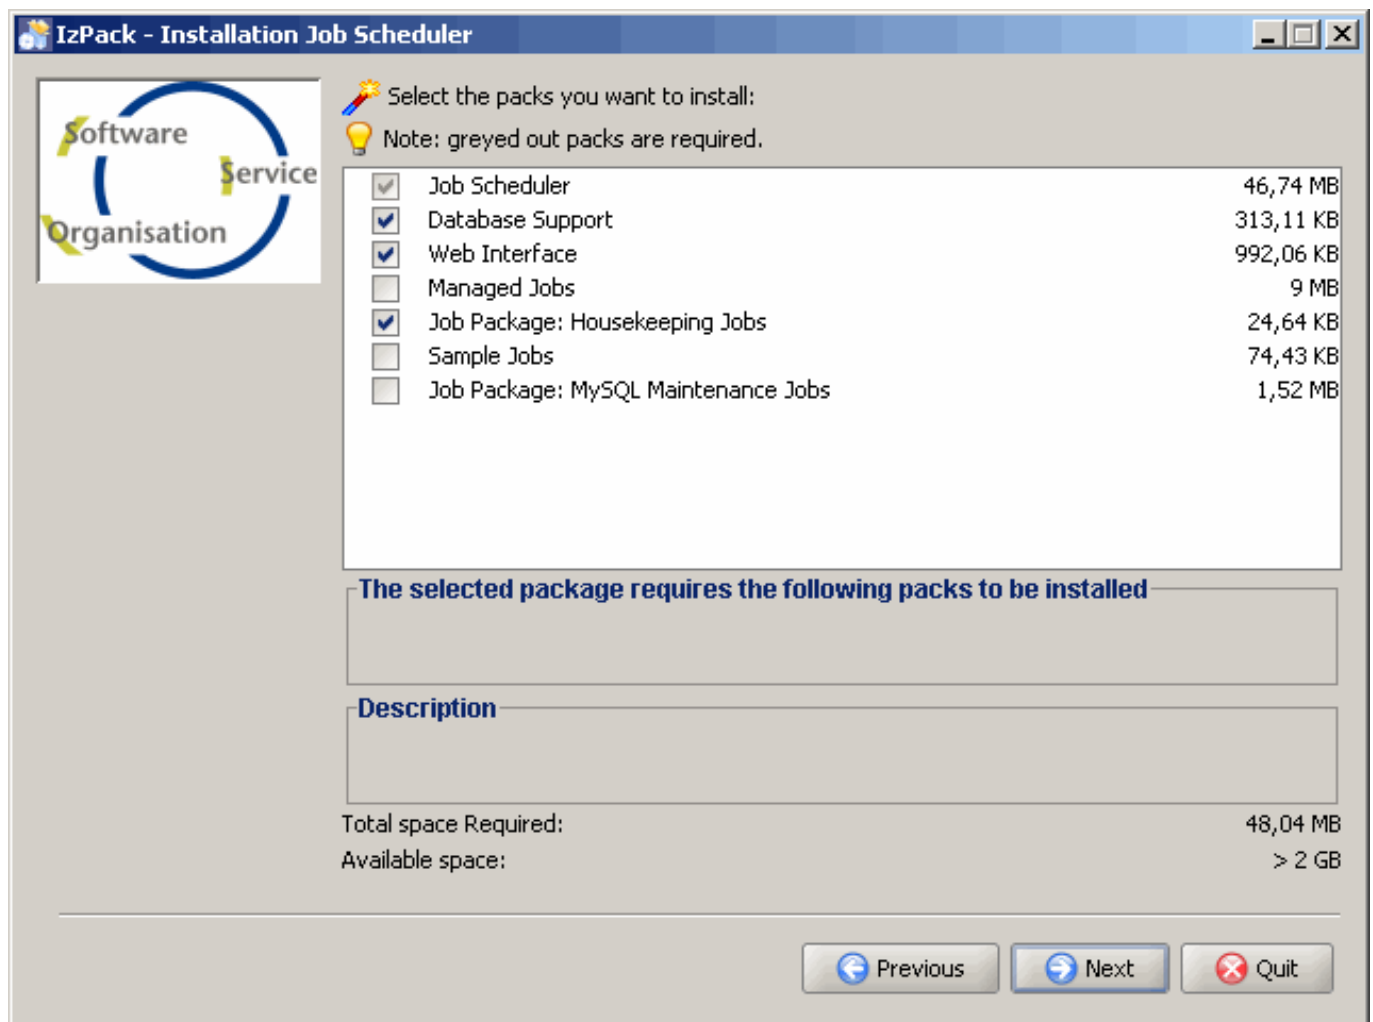 IzPack - Installation Job Scheduler
Software
Service
Organisation
Select the packs you want to install:
Note: greyed out packs are required.
Job Scheduler 46,74 MB
Database Support 313,11 KB
Web Interface 992,06 KB
Managed Jobs 9 MB
Job Package: Housekeeping Jobs 24,64 KB
Sample Jobs 74,43 KB
Job Package: MySQL Maintenance Jobs 1,52 MB
The selected package requires the following packs to be installed
Description
Total space Required: 48,04 MB
Available space: > 2 GB
Previous Next Quit